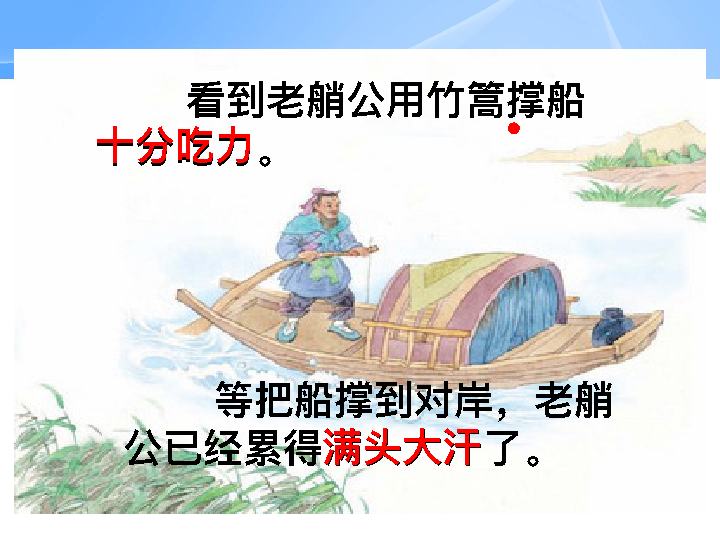 看到老艄公用竹篙撑船
十分吃力。
等把船撑到对岸，老艄
公已经累得满头大汗了。